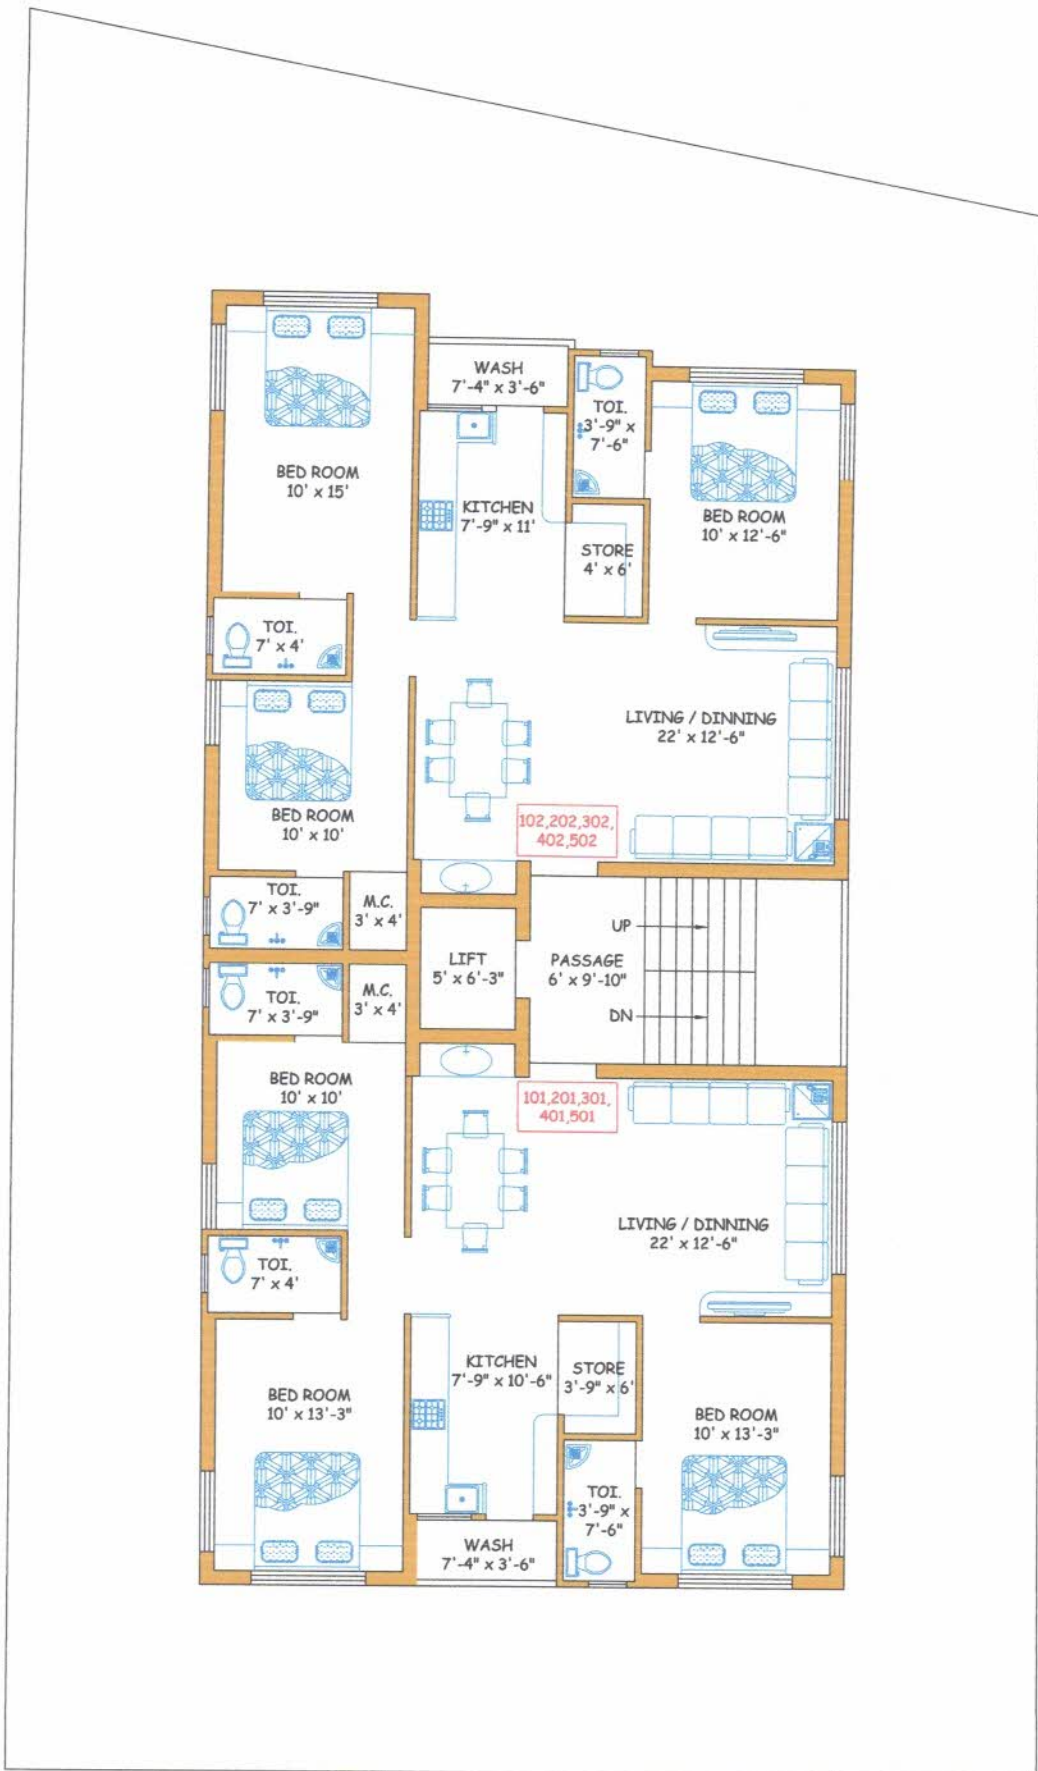 WASH
7'-4" x 3'-6"
TOI.
3'-9" x
7'-6"
BED ROOM
10' x 15'
KITCHEN
7'-9" x 11'
BED ROOM
10' x 12'-6"
STORE
4' x 6'
TOI.
7' x 4'
LIVING / DINNING
22' x 12'-6"
BED ROOM
10' x 10'
102,202,302,
402,502
TOI.
7' x 3'-9"
M.C.
3' x 4'
UP
LIFT
5' x 6'-3"
PASSAGE
6' x 9'-10"
DN
TOI.
7' x 3'-9"
M.C.
3' x 4'
BED ROOM
10' x 10'
101,201,301,
401,501
LIVING / DINNING
22' x 12'-6"
TOI.
7' x 4'
KITCHEN
7'-9" x 10'-6"
STORE
3'-9" x 6'
BED ROOM
10' x 13'-3"
BED ROOM
10' x 13'-3"
TOI.
3'-9" x
7'-6"
WASH
7'-4" x 3'-6"